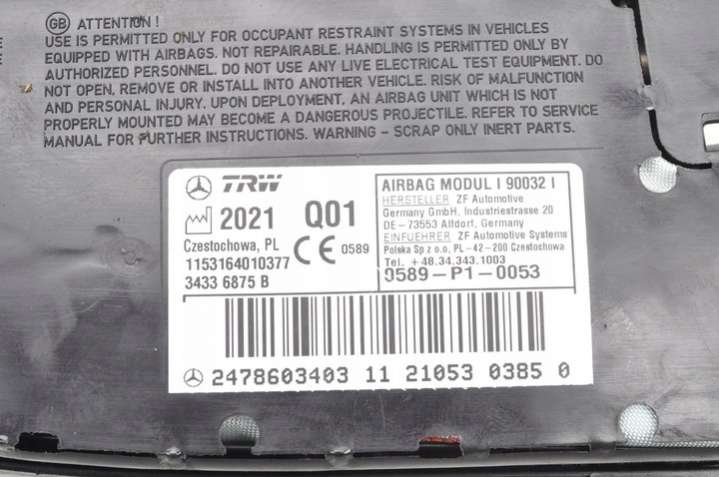 GB ATTENTION !
USE IS PERMITTED ONLY FOR OCCUPANT RESTRAINT SYSTEMS IN VEHICLES
EQUIPPED WITH AIRBAGS. NOT REPAIRABLE. HANDLING IS PERMITTED ONLY BY
AUTHORIZED PERSONNEL. DO NOT USE ANY LIVE ELECTRICAL TEST EQUIPMENT. DO
NOT OPEN, REMOVE OR INSTALL INTO ANOTHER VEHICLE. RISK OF MALFUNCTION
AND PERSONAL INJURY. UPON DEPLOYMENT, AN AIRBAG UNIT WHICH IS NOT
PROPERLY MOUNTED MAY BECOME A DANGEROUS PROJECTILE. REFER TO SERVICE
MANUAL FOR FURTHER INSTRUCTIONS. WARNING - SCRAP ONLY INERT PARTS.
TRW
2021 Q01
Czestochowa, PL
CE 0589
1153164010377
3433 6875 B
AIRBAG MODUL I 90032 I
HERSTELLER ZF Automotive
Germany GmbH, Industriestrasse 20
DE - 73553 Alfdorf, Germany
EINFUEHRER ZF Automotive Systems
Polska Sp z o.o, PL - 42 - 200 Czestochowa
Tel. + 48.34.343.1003
0589-P1-0053
2478603403 11 21053 0385 0